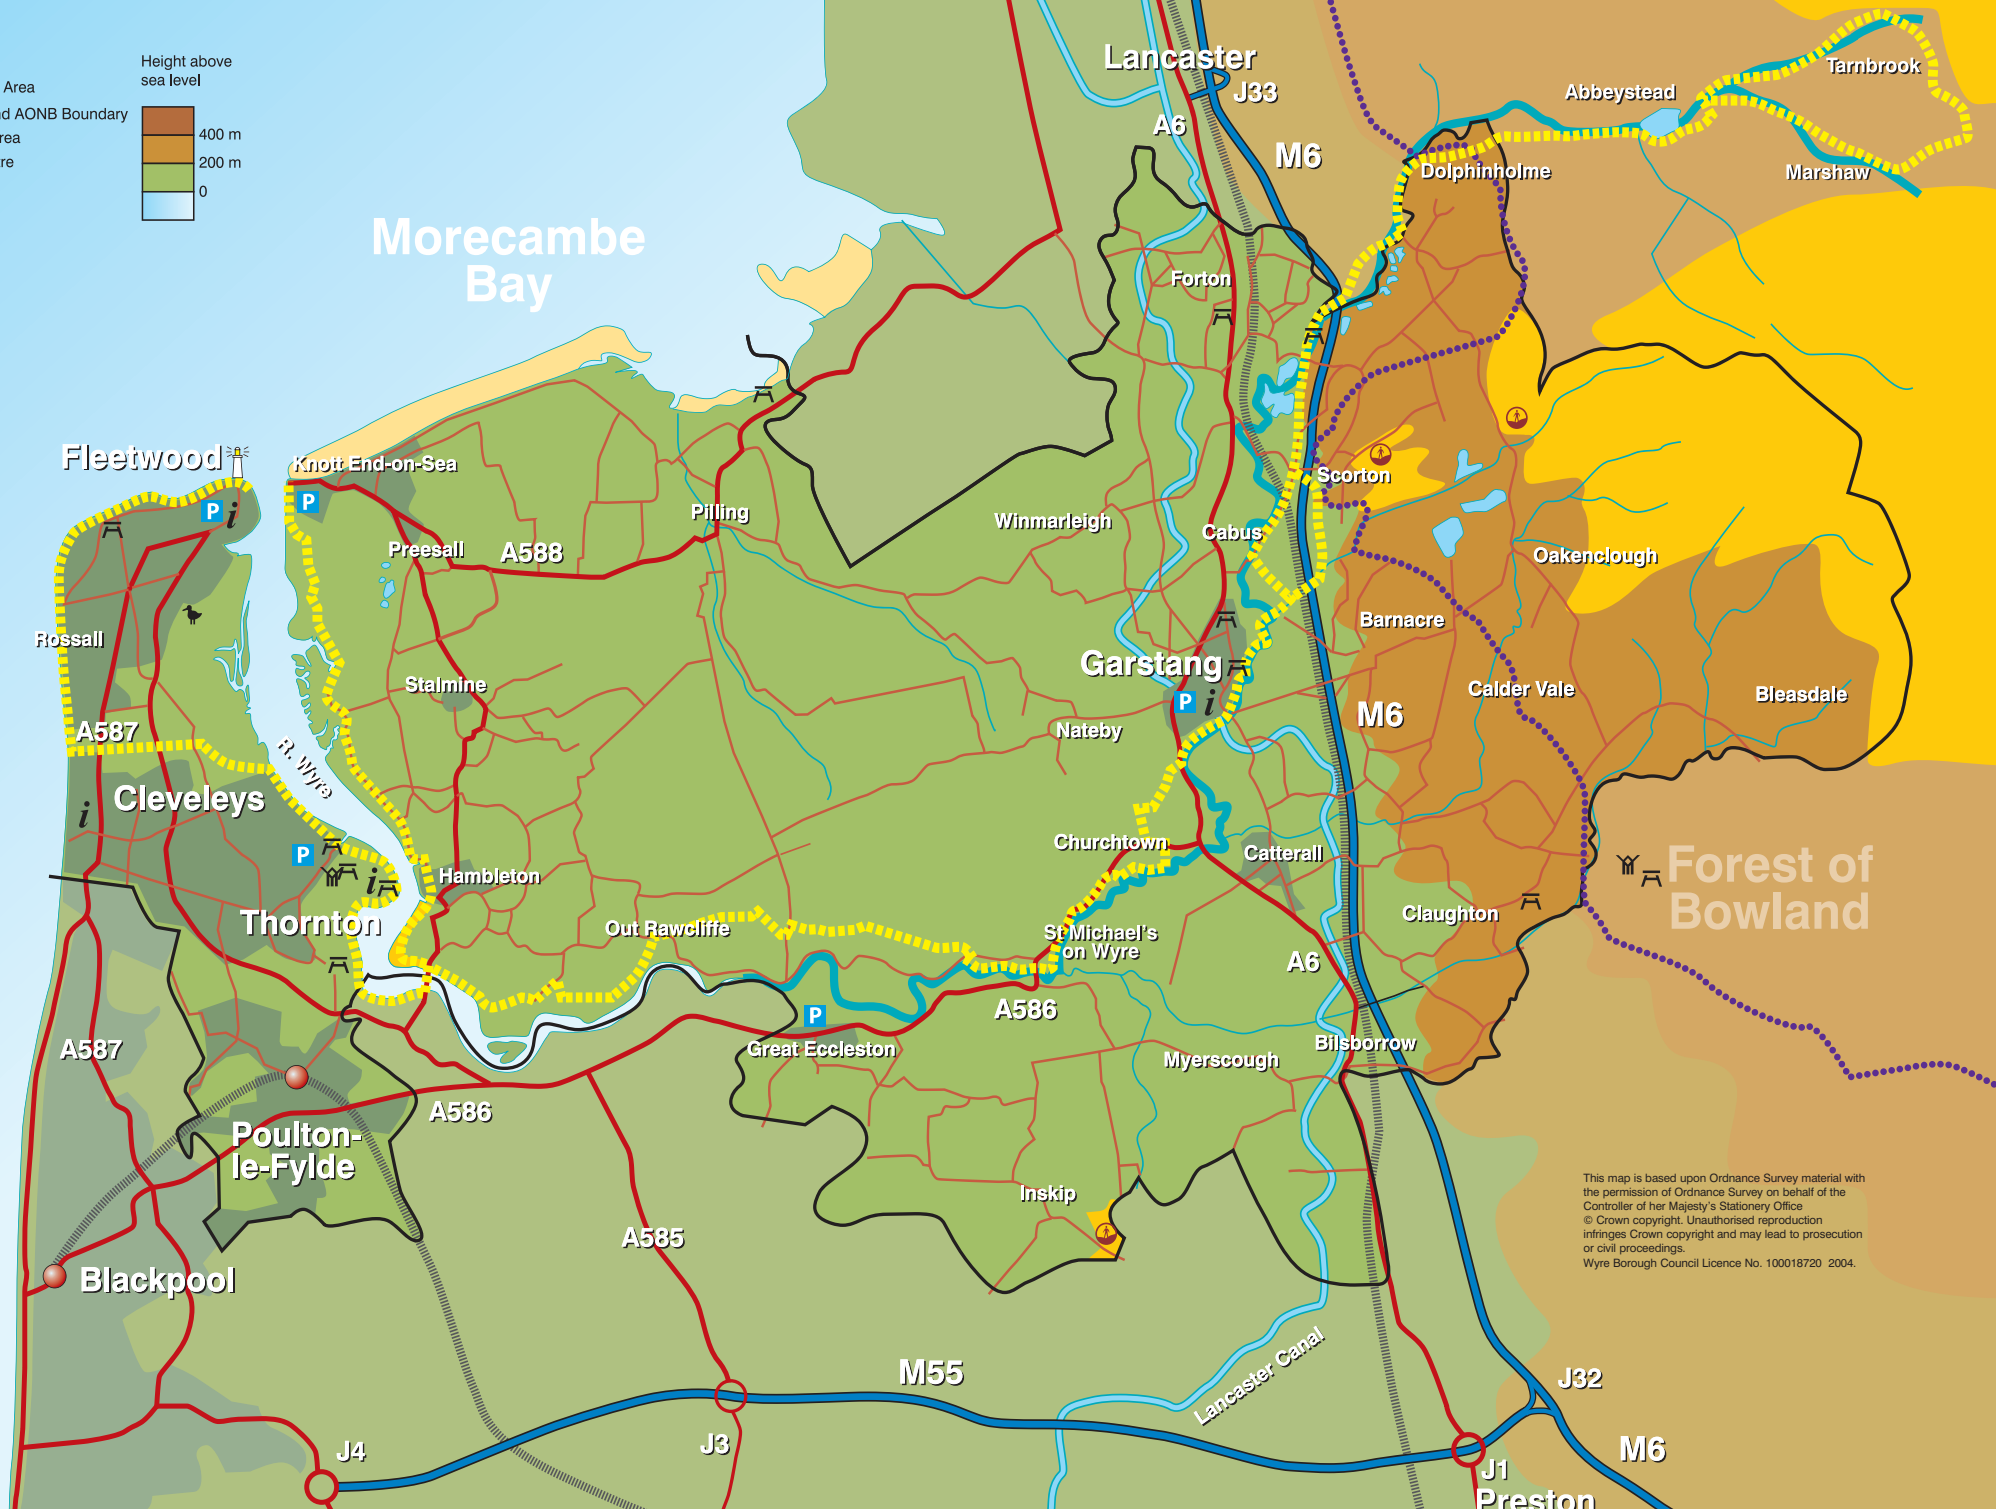 Height above
sea level
Area
nd AONB Boundary
rea
tre
400 m
200 m
0
Lancaster
J33
A6
M6
Abbeystead
Tarnbrook
Dolphinholme
Marshaw
Morecambe
Bay
Forton
Fleetwood
Knott End-on-Sea
P
P
i
Scorton
Pilling
Winmarleigh
Cabus
Preesall
A588
Oakenclough
Rossall
Barnacre
Garstang
Stalmine
P
i
Calder Vale
Bleasdale
A587
Nateby
M6
R. Wyre
Cleveleys
i
Churchtown
P
Catterall
Forest of
Bowland
i
Hambleton
Thornton
Out Rawcliffe
St Michael's
on Wyre
Claughton
A6
A586
P
A587
Great Eccleston
Myerscough
Bilsborrow
A586
Poulton-
le-Fylde
Inskip
This map is based upon Ordnance Survey material with
the permission of Ordnance Survey on behalf of the
Controller of her Majesty's Stationery Office
© Crown copyright. Unauthorised reproduction
infringes Crown copyright and may lead to prosecution
or civil proceedings.
Wyre Borough Council Licence No. 100018720 2004.
A585
Blackpool
Lancaster Canal
M55
J32
J4
J3
M6
J1
Preston